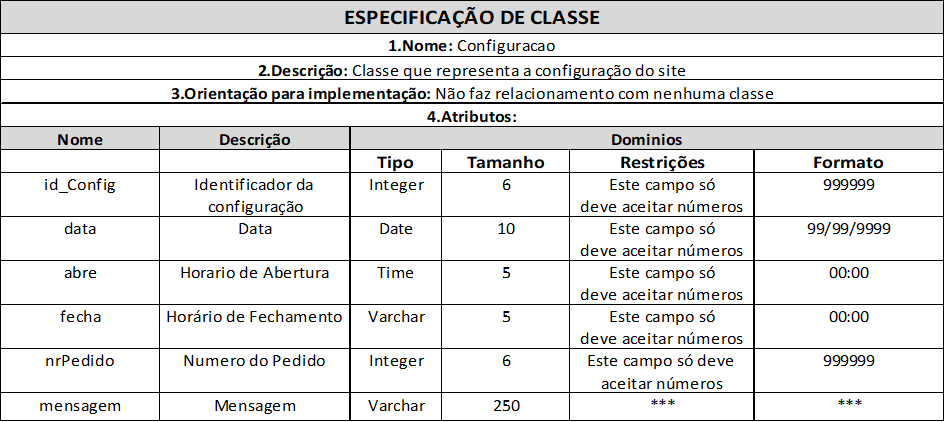 ESPECIFICAÇÃO DE CLASSE
1.Nome: Configuracao
2.Descrição: Classe que representa a configuração do site
3.Orientação para implementação: Não faz relacionamento com nenhuma classe
4.Atributos:
Nome Descrição Dominios
Tipo Tamanho Restrições Formato
id_Config Identificador da Integer 6 Este campo só 999999
configuração deve aceitar números
data Data Date 10 Este campo só 99/99/9999
deve aceitar números
abre Horario de Abertura Time 5 Este campo só 00:00
deve aceitar números
fecha Horário de Fechamento Varchar 5 Este campo só 00:00
deve aceitar números
nrPedido Numero do Pedido Integer 6 Este campo só deve 999999
aceitar números
mensagem Mensagem Varchar 250 *** ***